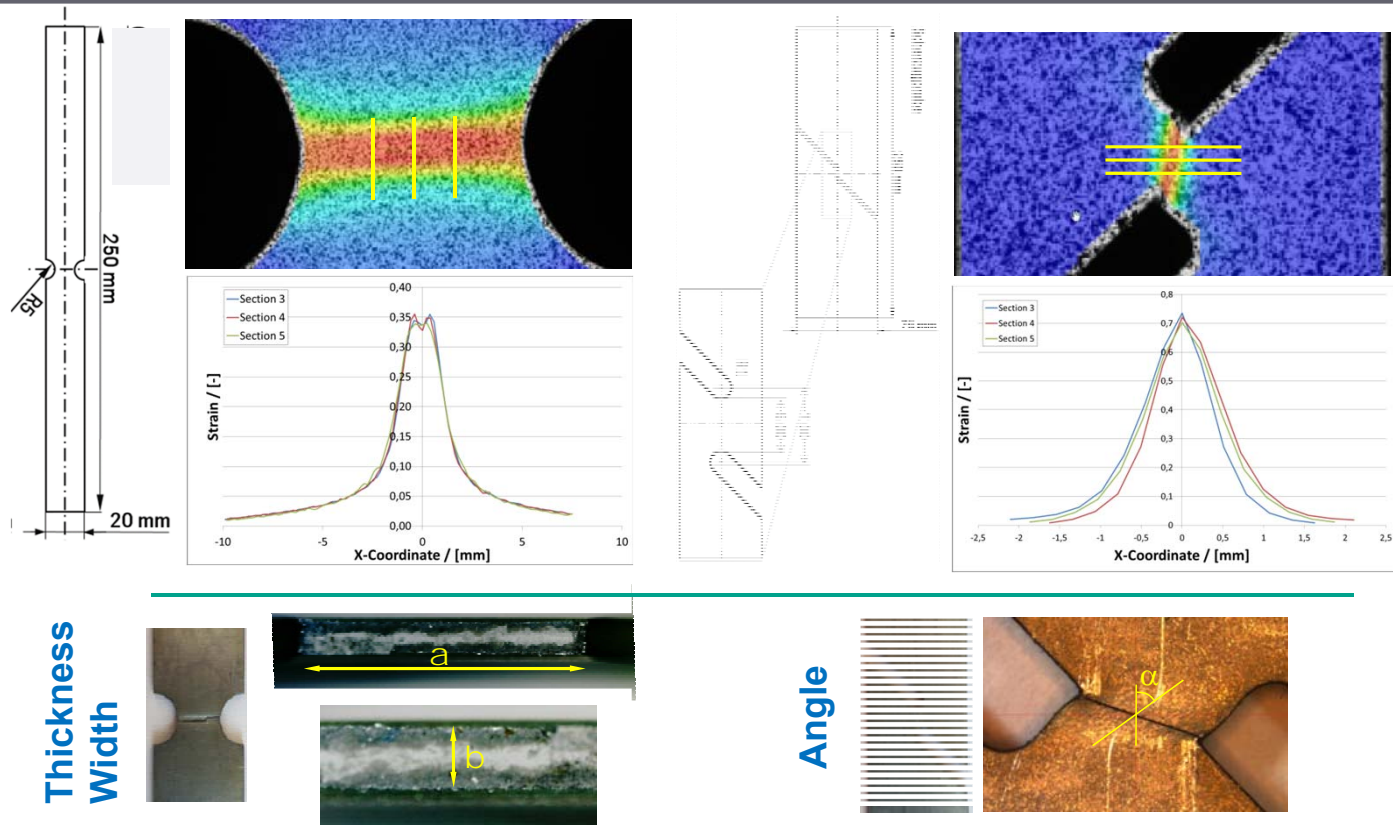 250 mm
R5
20 mm
Section 3
Section 4
Section 5
0,40
0,35
0,30
0,25
0,20
0,15
0,10
0,05
0,00
-10
-5
0
5
10
Strain / [-]
X-Coordinate / [mm]
Section 3
Section 4
Section 5
0,8
0,7
0,6
0,5
0,4
0,3
0,2
0,1
0
-2,5
-2
-1,5
-1
-0,5
0
0,5
1
1,5
2
2,5
Strain / [-]
X-Coordinate / [mm]
Thickness
Width
a
b
Angle
α